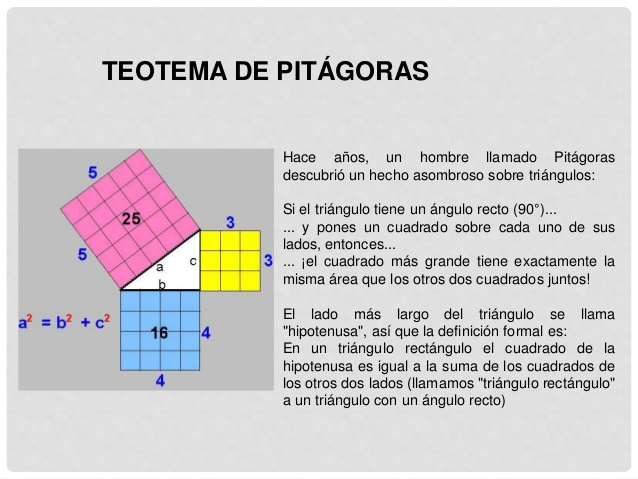 TEOTEMA DE PITÁGORAS
Hace años, un hombre llamado Pitágoras
descubrió un hecho asombroso sobre triángulos:
Si el triángulo tiene un ángulo recto (90°)...
... y pones un cuadrado sobre cada uno de sus
lados, entonces...
... ¡el cuadrado más grande tiene exactamente la
misma área que los otros dos cuadrados juntos!
El lado más largo del triángulo se llama
"hipotenusa", así que la definición formal es:
En un triángulo rectángulo el cuadrado de la
hipotenusa es igual a la suma de los cuadrados de
los otros dos lados (llamamos "triángulo rectángulo"
a un triángulo con un ángulo recto)
5
25
5
3
3
a
c
b
a² = b² + c²
16
4
4